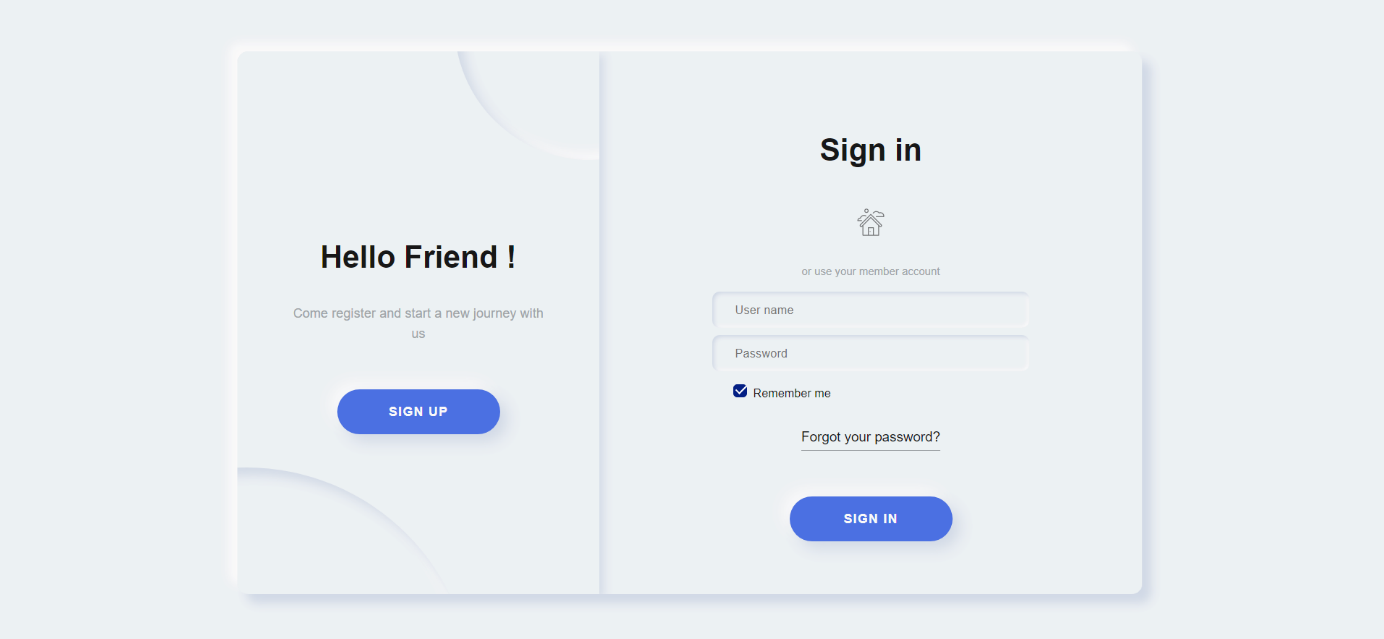 Hello Friend !
Come register and start a new journey with
us
SIGN UP
Sign in
or use your member account
User name
Password
Remember me
Forgot your password?
SIGN IN